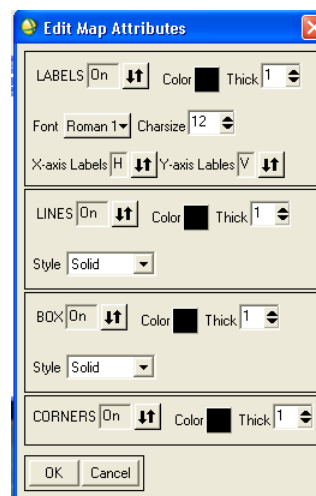 Edit Map Attributes
LABELS On Color Thick 1
Font Roman 1 Charsize 12
X-axis Labels H Y-axis Lables V
LINES On Color Thick 1
Style Solid
BOX On Color Thick 1
Style Solid
CORNERS On Color Thick 1
OK Cancel